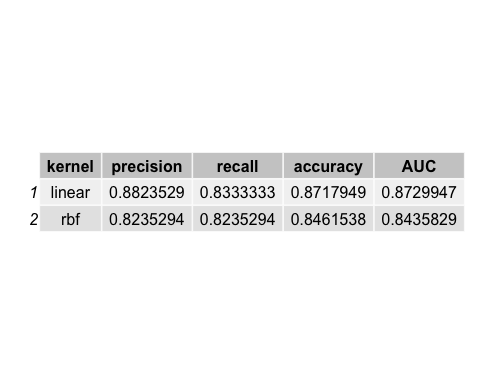 kernel precision recall accuracy AUC
1 linear 0.8823529 0.8333333 0.8717949 0.8729947
2 rbf 0.8235294 0.8235294 0.8461538 0.8435829